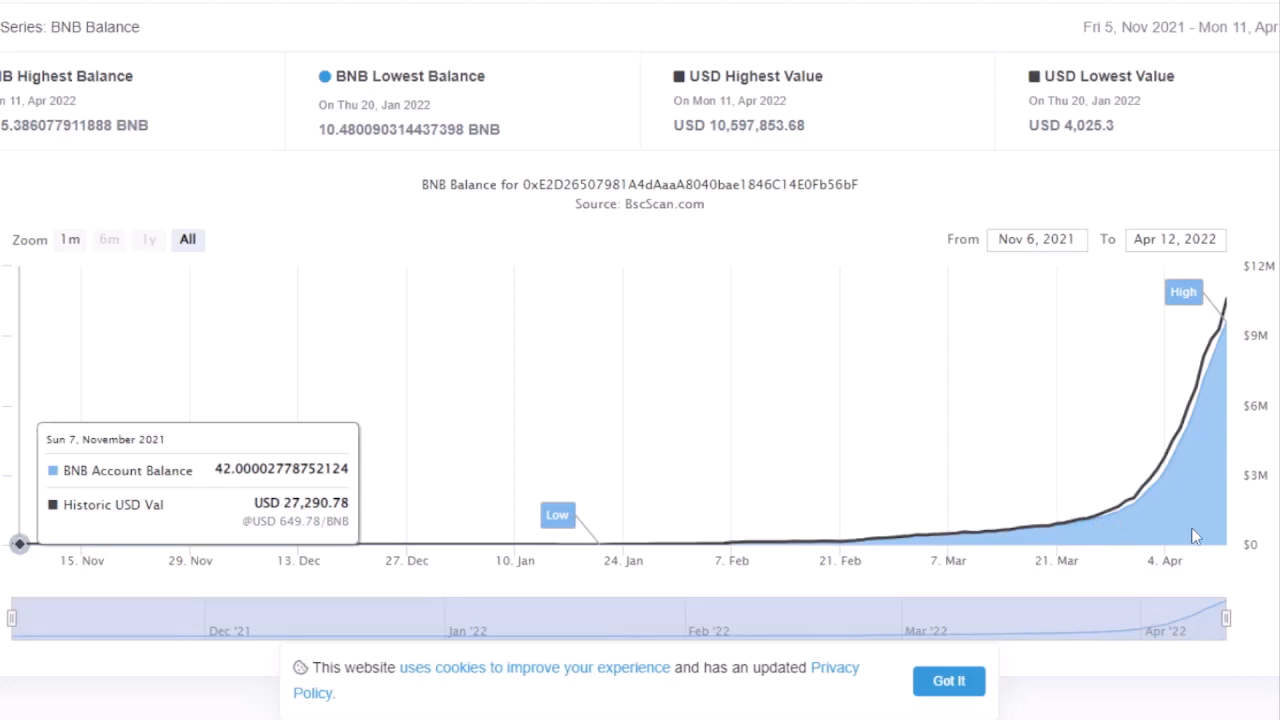 Series: BNB Balance
Fri 5, Nov 2021 - Mon 11, Apr
B Highest Balance
BNB Lowest Balance
USD Highest Value
USD Lowest Value
11, Apr 2022
On Thu 20, Jan 2022
On Mon 11, Apr 2022
On Thu 20, Jan 2022
5.386077911888 BNB
10.480090314437398 BNB
USD 10,597,853.68
USD 4,025.3
BNB Balance for 0xE2D26507981A4dAaaA8040bae1846C14E0Fb56bF
Source: BscScan.com
Zoom 1m 6m 1y All
From Nov 6, 2021 To Apr 12, 2022
$12M
High
$9M
$6M
Sun 7, November 2021
BNB Account Balance 42.00002778752124
$3M
Historic USD Val USD 27,290.78
@USD 649.78/BNB
Low
$0
15. Nov 29. Nov 13. Dec 27. Dec 10. Jan 24. Jan 7. Feb 21. Feb 7. Mar 21. Mar 4. Apr
Dec '21 Jan '22 Feb '22 Mar '22 Apr '22
This website uses cookies to improve your experience and has an updated Privacy
Policy.
Got It